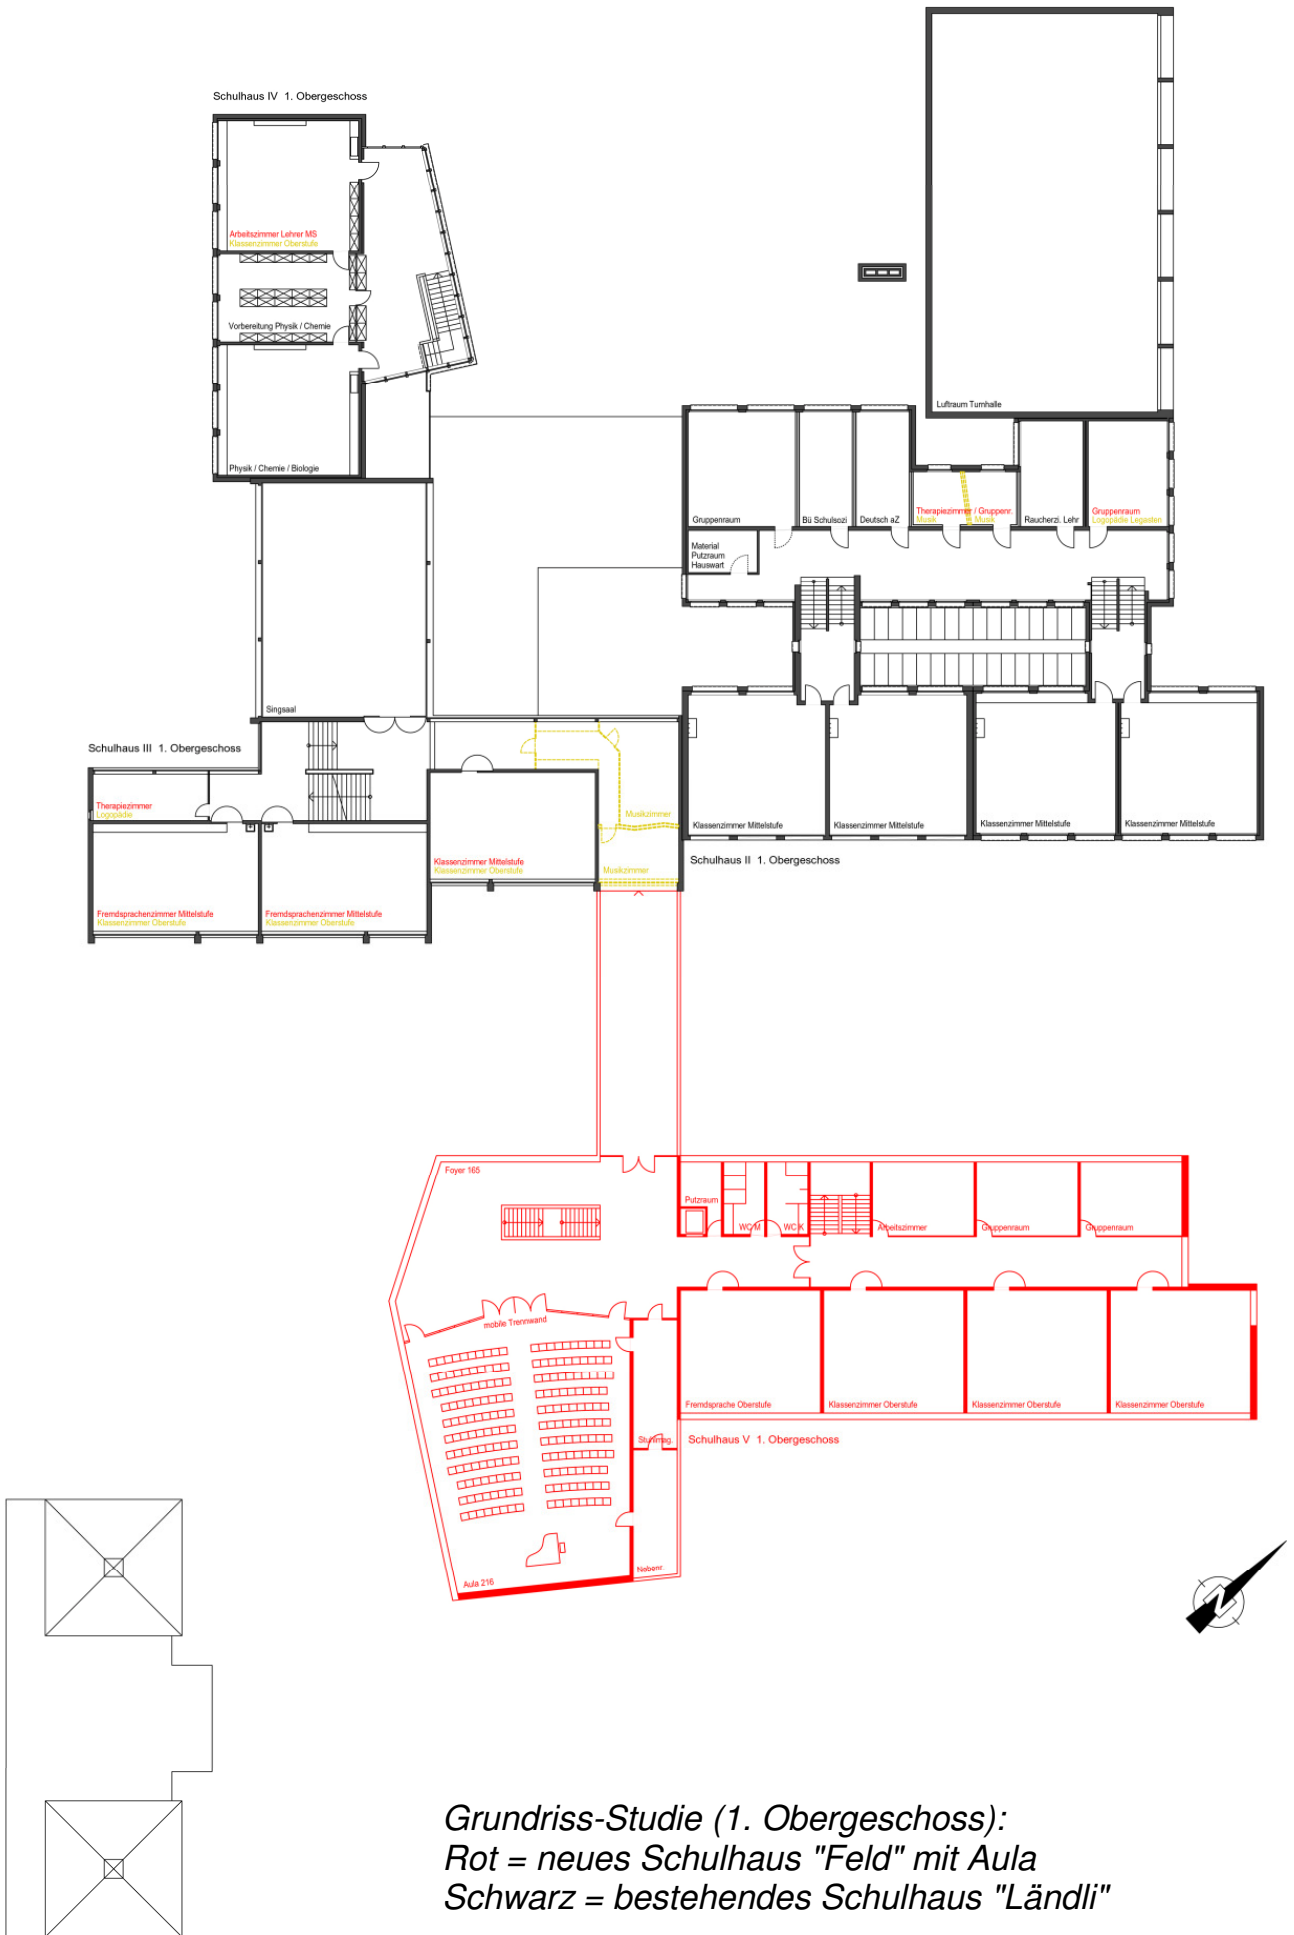 Schulhaus IV  1. Obergeschoss
Arbeitszimmer Lehrer MS
Klassenzimmer Oberstufe
Vorbereitung Physik / Chemie
Physik / Chemie / Biologie
Luftraum Turnhalle
Gruppenraum
Bü Schulsozi
Deutsch aZ
Therapiezimmer / Gruppenr.
Musik
Musik
Raucherzi. Lehr
Gruppenraum
Logopädie Legasten
Material
Putzraum
Hauswart
Singsaal
Schulhaus III  1. Obergeschoss
Therapiezimmer
Logopädie
Musikzimmer
Klassenzimmer Mittelstufe
Klassenzimmer Mittelstufe
Klassenzimmer Mittelstufe
Klassenzimmer Mittelstufe
Schulhaus II  1. Obergeschoss
Klassenzimmer Mittelstufe
Klassenzimmer Oberstufe
Musikzimmer
Fremdsprachenzimmer Mittelstufe
Klassenzimmer Oberstufe
Fremdsprachenzimmer Mittelstufe
Klassenzimmer Oberstufe
Foyer 165
Putzraum
WC M
WC K
Arbeitszimmer
Gruppenraum
Gruppenraum
mobile Trennwand
Fremdsprache Oberstufe
Klassenzimmer Oberstufe
Klassenzimmer Oberstufe
Klassenzimmer Oberstufe
Stuhlmag.
Schulhaus V  1. Obergeschoss
Nebenr.
Aula 216
N
Grundriss-Studie (1. Obergeschoss):
Rot = neues Schulhaus "Feld" mit Aula
Schwarz = bestehendes Schulhaus "Ländli"